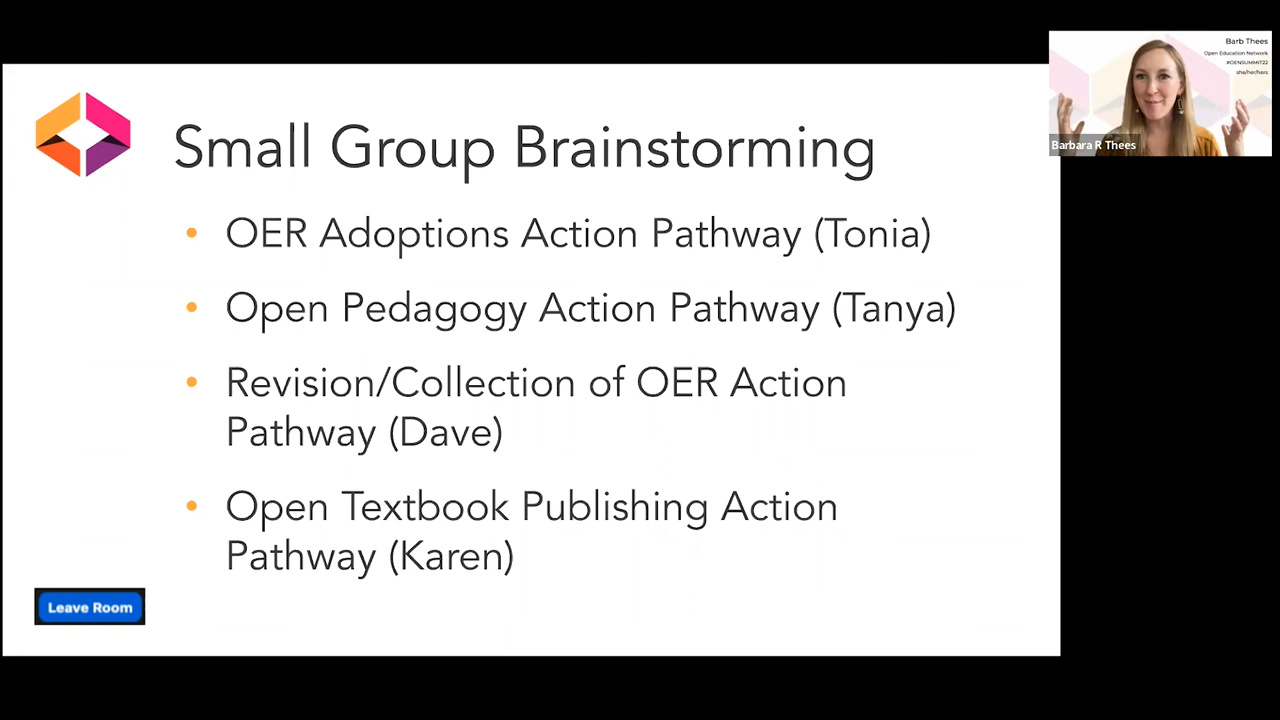 Small Group Brainstorming
• OER Adoptions Action Pathway (Tonia)
• Open Pedagogy Action Pathway (Tanya)
• Revision/Collection of OER Action
Pathway (Dave)
• Open Textbook Publishing Action
Pathway (Karen)
Leave Room
Barb Thees
Open Education Network
#OENSUMMIT22
she/her/hers
Barbara R Thees